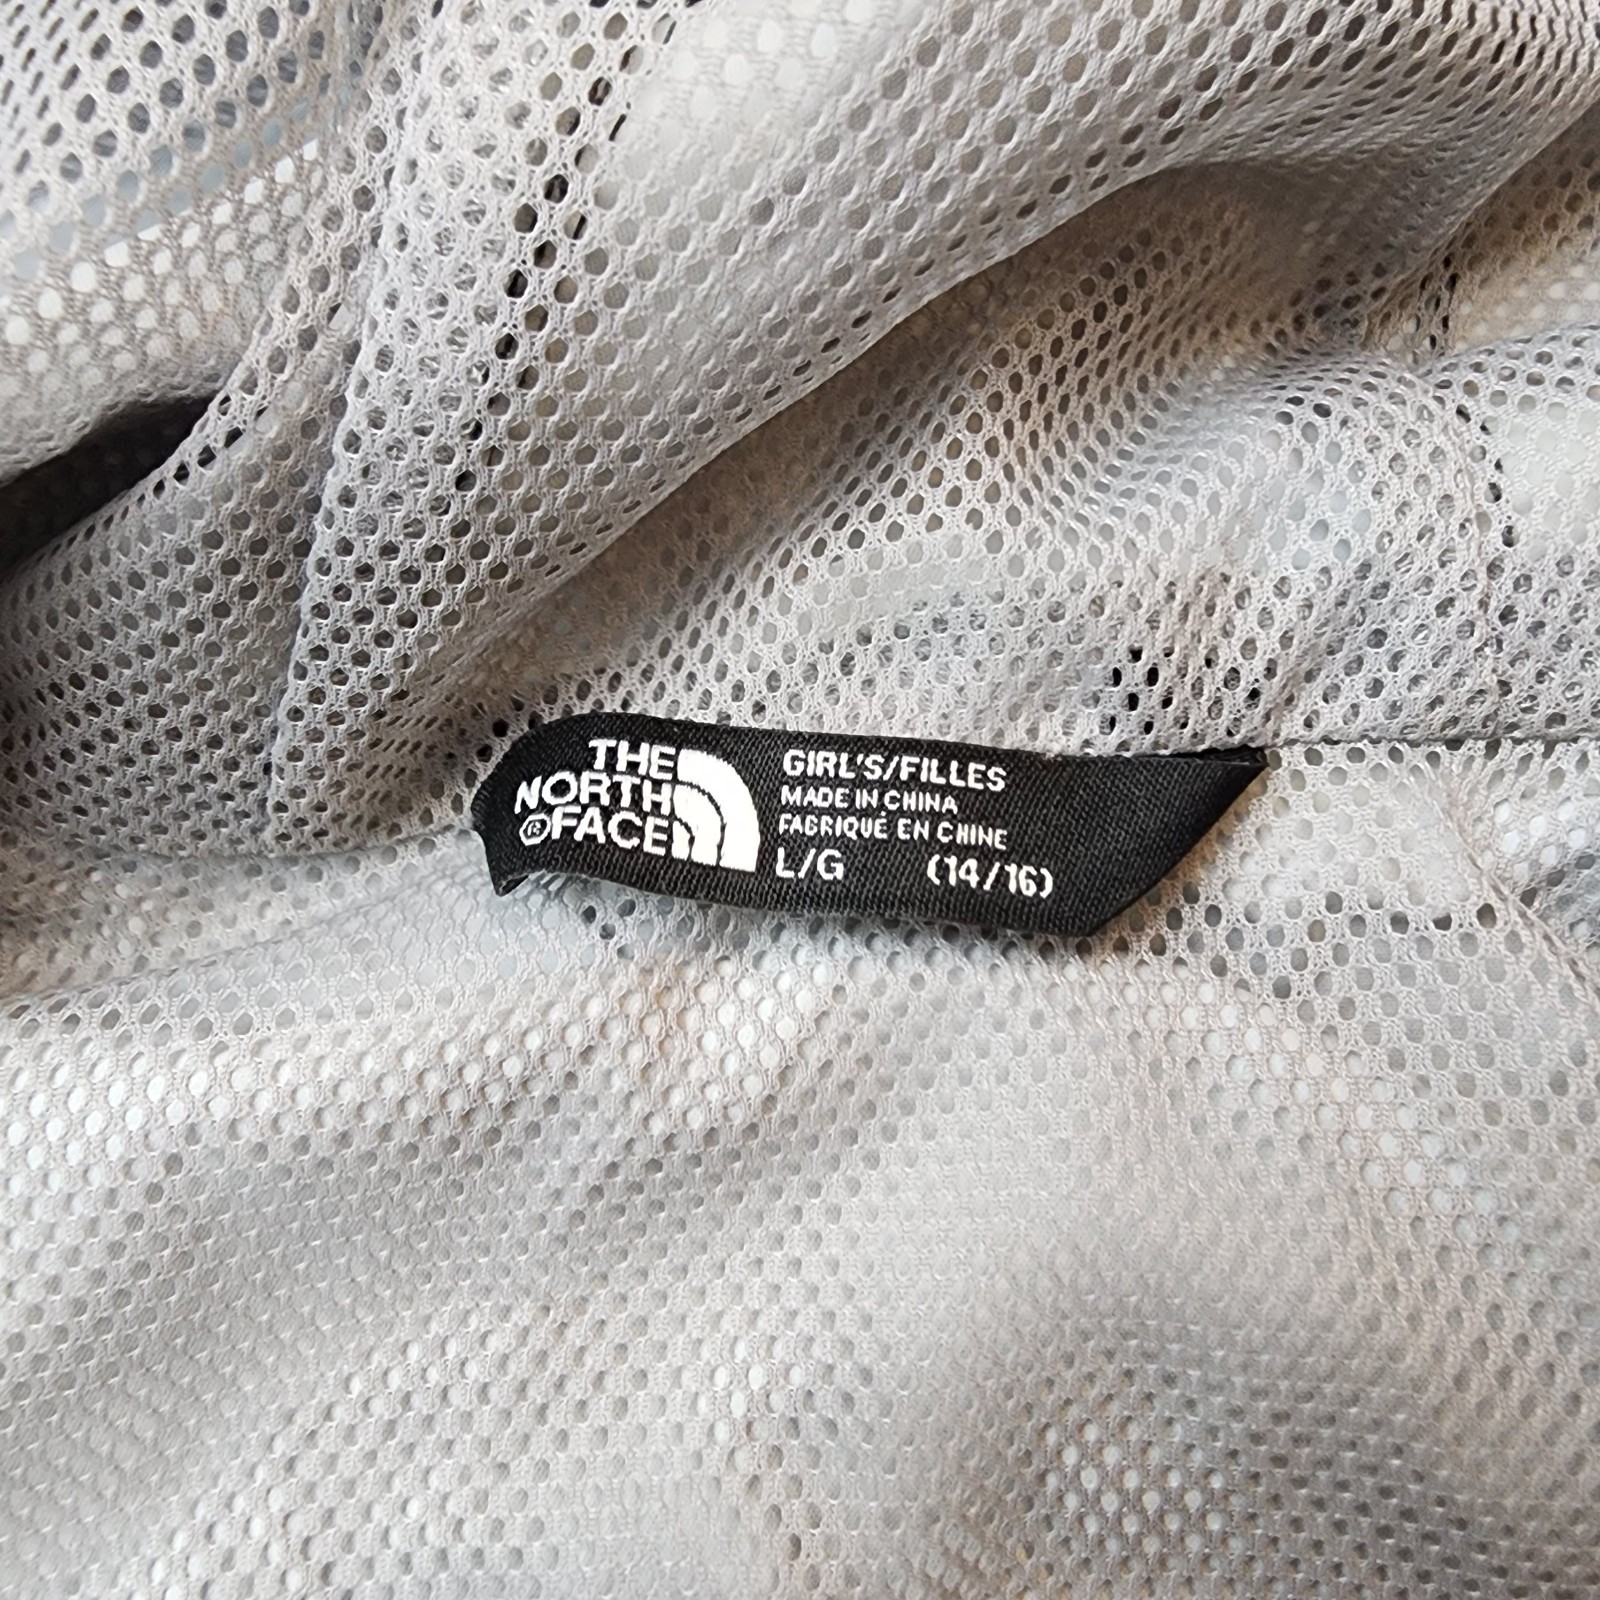 THE
NORTH
®FACE
GIRL'S/FILLES
MADE IN CHINA
FABRIQUÉ EN CHINE
L/G (14/16)